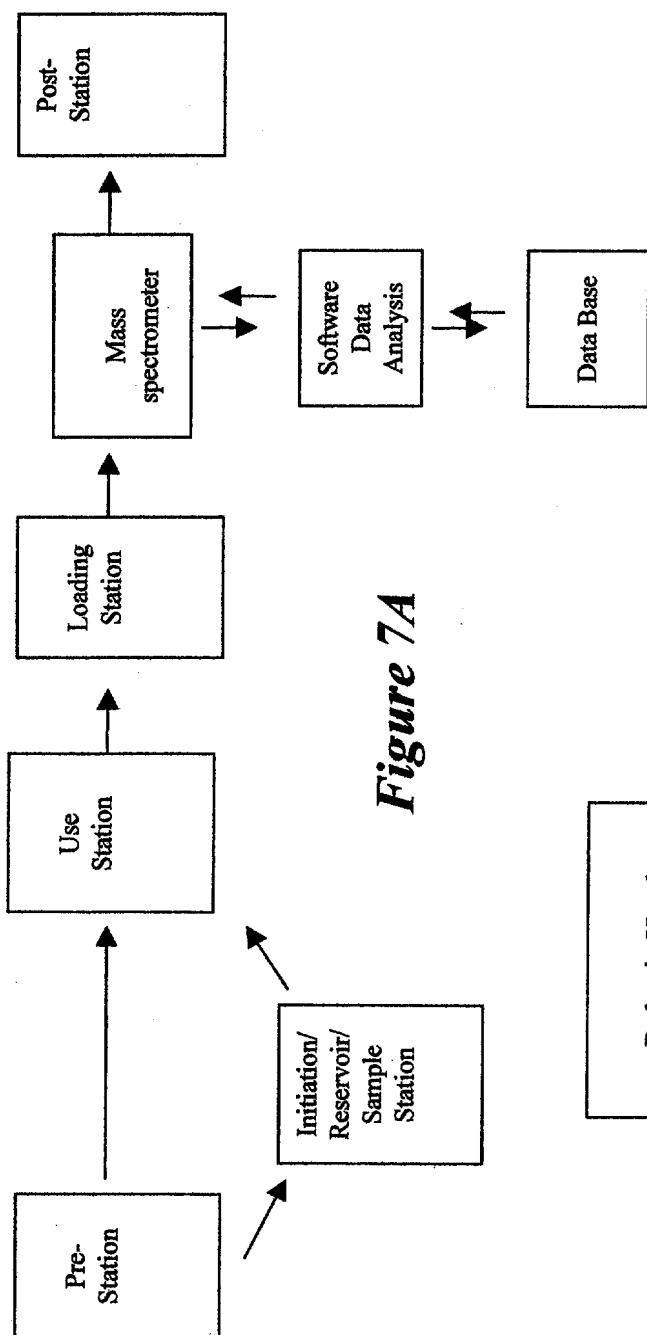 Pre-
Station
Use
Station
Loading
Station
Mass
spectrometer
Post-
Station
Initiation/
Reservoir/
Sample
Station
Software
Data
Analysis
Data Base
Figure 7A